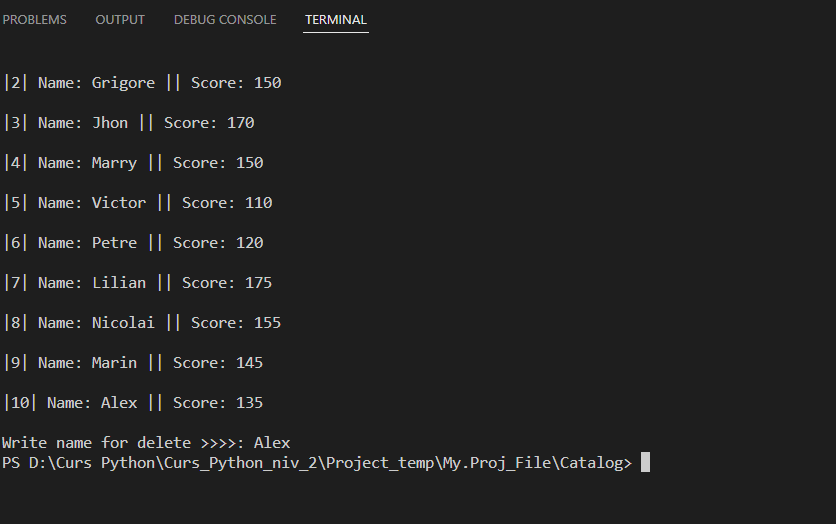 PROBLEMS OUTPUT DEBUG CONSOLE TERMINAL
|2| Name: Grigore || Score: 150
|3| Name: Jhon || Score: 170
|4| Name: Marry || Score: 150
|5| Name: Victor || Score: 110
|6| Name: Petre || Score: 120
|7| Name: Lilian || Score: 175
|8| Name: Nicolai || Score: 155
|9| Name: Marin || Score: 145
|10| Name: Alex || Score: 135
Write name for delete >>>>: Alex
PS D:\Curs Python\Curs_Python_niv_2\Project_temp\My.Proj_File\Catalog>